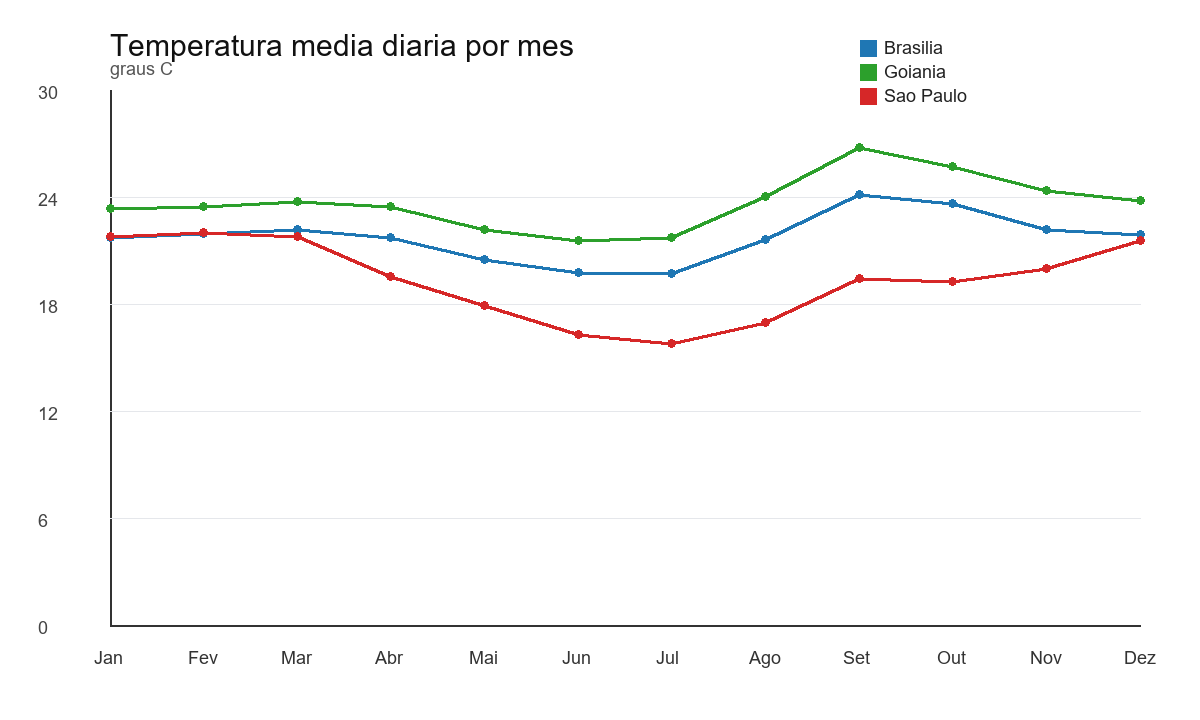 Temperatura media diaria por mes
graus C
Brasilia
Goiania
Sao Paulo
30
24
18
12
6
0
Jan Fev Mar Abr Mai Jun Jul Ago Set Out Nov Dez